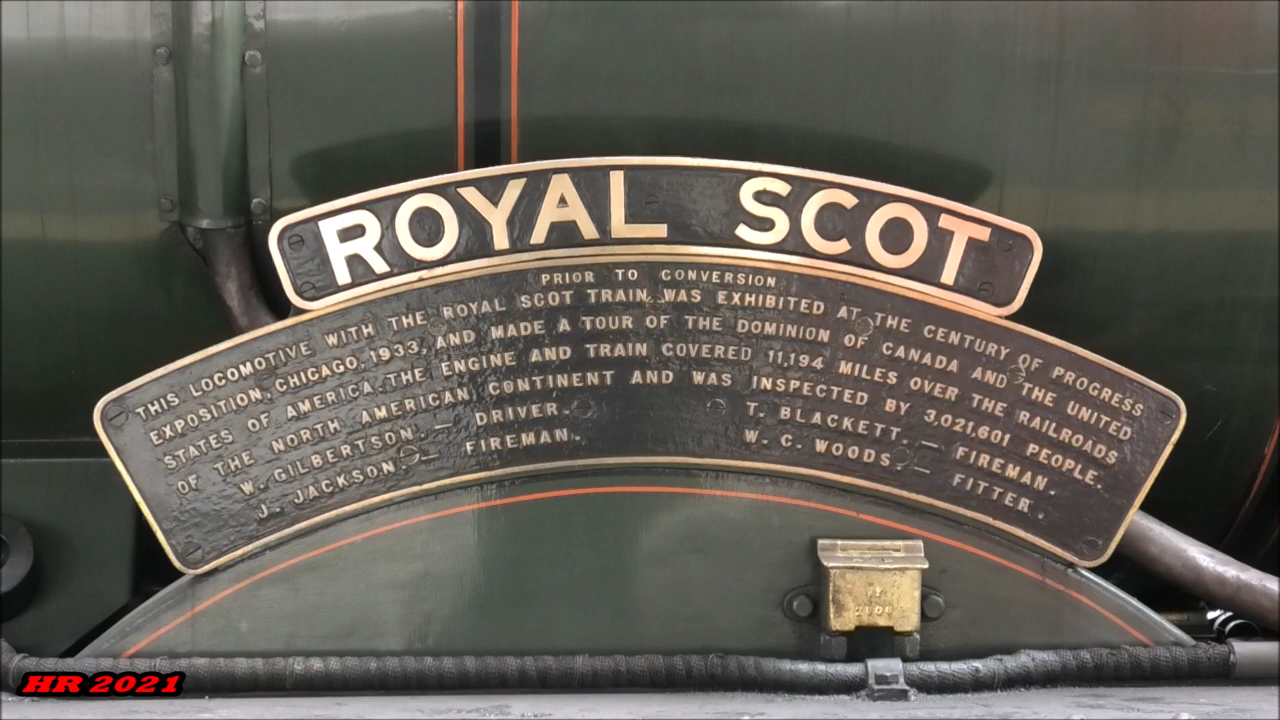 ROYAL SCOT
PRIOR TO CONVERSION
THIS LOCOMOTIVE WITH THE ROYAL SCOT TRAIN, WAS EXHIBITED AT THE CENTURY OF PROGRESS
EXPOSITION, CHICAGO, 1933, AND MADE A TOUR OF THE DOMINION OF CANADA AND THE UNITED
STATES OF AMERICA. THE ENGINE AND TRAIN COVERED 11,194 MILES OVER THE RAILROADS
OF THE NORTH AMERICAN CONTINENT AND WAS INSPECTED BY 3,021,601 PEOPLE.
W. GILBERTSON. — DRIVER. T. BLACKETT. — FIREMAN.
J. JACKSON. — FIREMAN. W. C. WOODS. — FITTER.
HR 2021